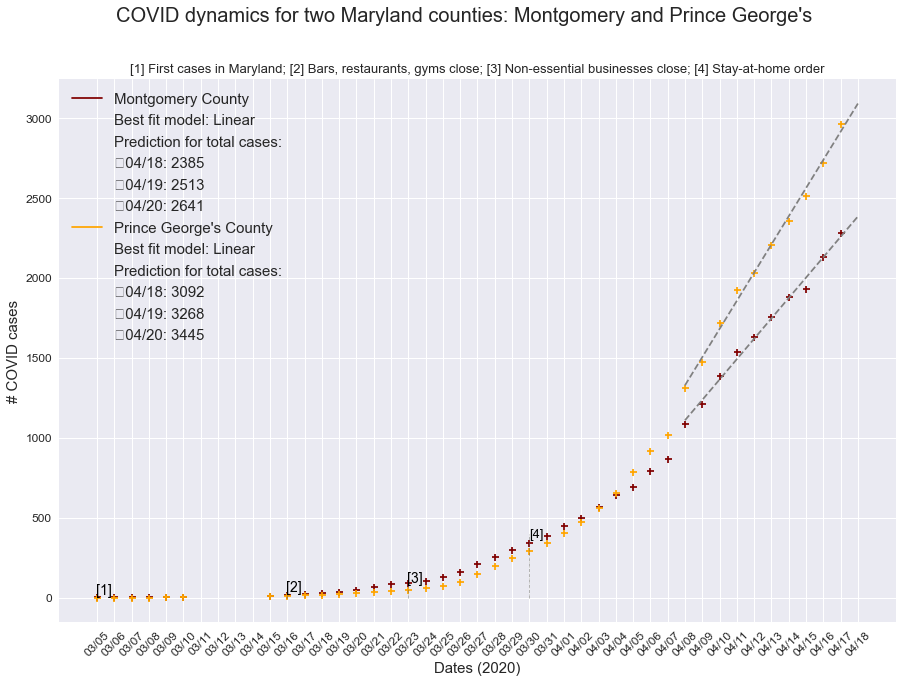 COVID dynamics for two Maryland counties: Montgomery and Prince George's
[1] First cases in Maryland; [2] Bars, restaurants, gyms close; [3] Non-essential businesses close; [4] Stay-at-home order
Montgomery County
Best fit model: Linear
Prediction for total cases:
04/18: 2385
04/19: 2513
04/20: 2641
Prince George's County
Best fit model: Linear
Prediction for total cases:
04/18: 3092
04/19: 3268
04/20: 3445
3000
2500
2000
1500
1000
500
0
# COVID cases
[1]
[2]
[3]
[4]
03/05 03/06 03/07 03/08 03/09 03/10 03/11 03/12 03/13 03/14 03/15 03/16 03/17 03/18 03/19 03/20 03/21 03/22 03/23 03/24 03/25 03/26 03/27 03/28 03/29 03/30 03/31 04/01 04/02 04/03 04/04 04/05 04/06 04/07 04/08 04/09 04/10 04/11 04/12 04/13 04/14 04/15 04/16 04/17 04/18
Dates (2020)